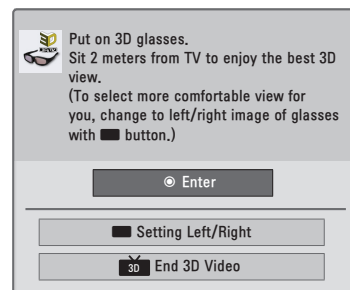 3D
Put on 3D glasses.
Sit 2 meters from TV to enjoy the best 3D
view.
(To select more comfortable view for
you, change to left/right image of glasses
with button.)
Enter
Setting Left/Right
3D End 3D Video